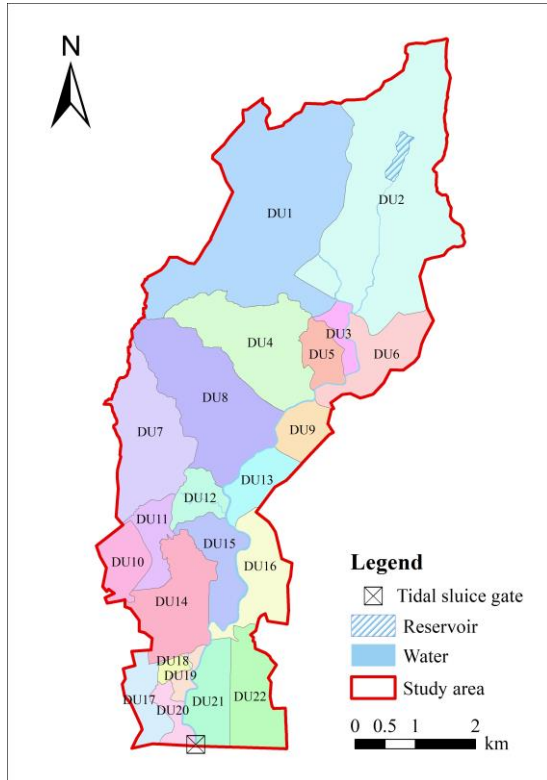 N
DU1
DU2
DU3
DU4
DU5
DU6
DU8
DU7
DU9
DU13
DU12
DU11
DU15
DU10
DU16
DU14
DU18
DU19
DU17
DU20
DU21
DU22
Legend
Tidal sluice gate
Reservoir
Water
Study area
0 0.5 1 2
km